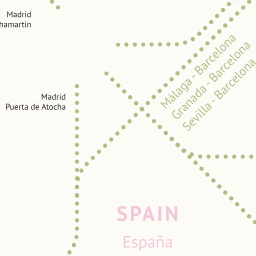 Madrid
hamartin
Málaga - Barcelona
Granada - Barcelona
Sevilla - Barcelona
Madrid
Puerta de Atocha
SPAIN
España